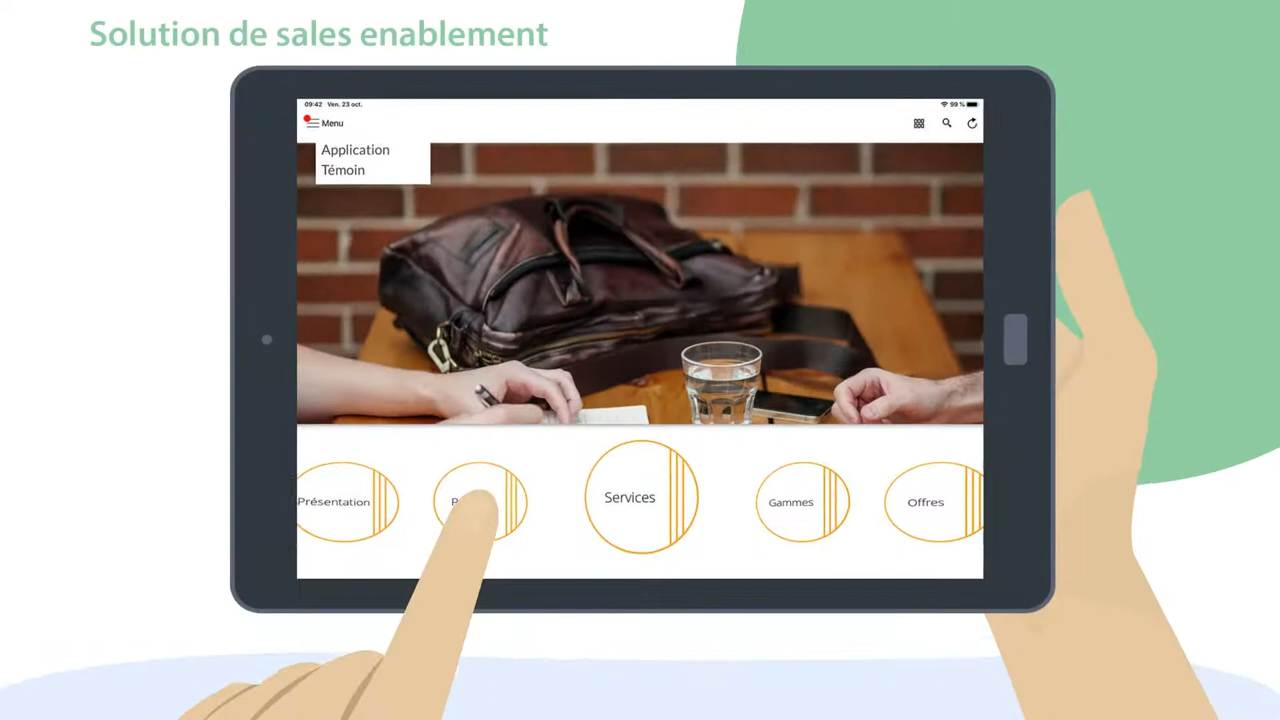 Solution de sales enablement
09:42 Ven. 23 oct.
99 %
Menu
Application
Témoin
Présentation
Services
Gammes
Offres